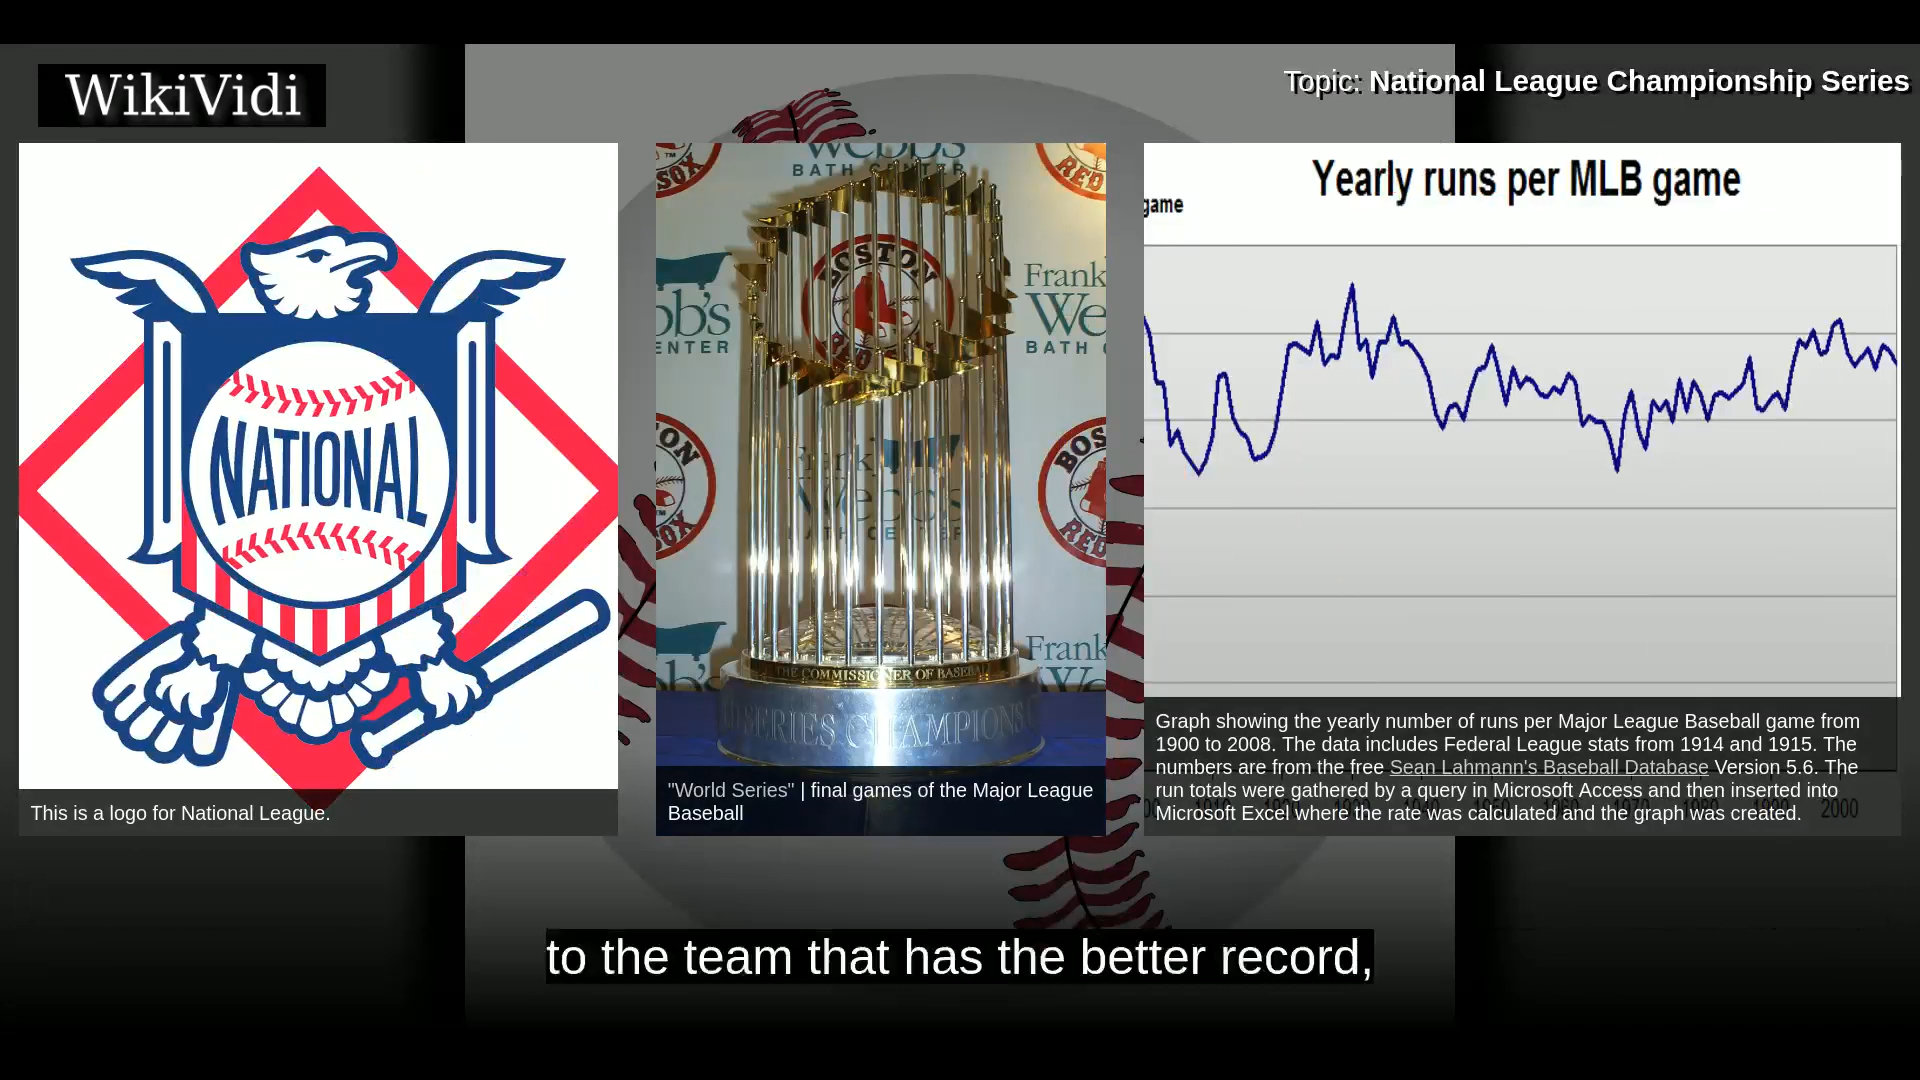 WikiVidi
Topic: National League Championship Series
NATIONAL
This is a logo for National League.
BATH CENTER
BOSTON
Frank
We
BATH
ENTER
THE COMMISSIONER OF BASEBALL
SERIES CHAMPIONS
"World Series" | final games of the Major League
Baseball
Yearly runs per MLB game
game
Graph showing the yearly number of runs per Major League Baseball game from
1900 to 2008. The data includes Federal League stats from 1914 and 1915. The
numbers are from the free Sean Lahmann's Baseball Database Version 5.6. The
run totals were gathered by a query in Microsoft Access and then inserted into
Microsoft Excel where the rate was calculated and the graph was created.
2000
to the team that has the better record,